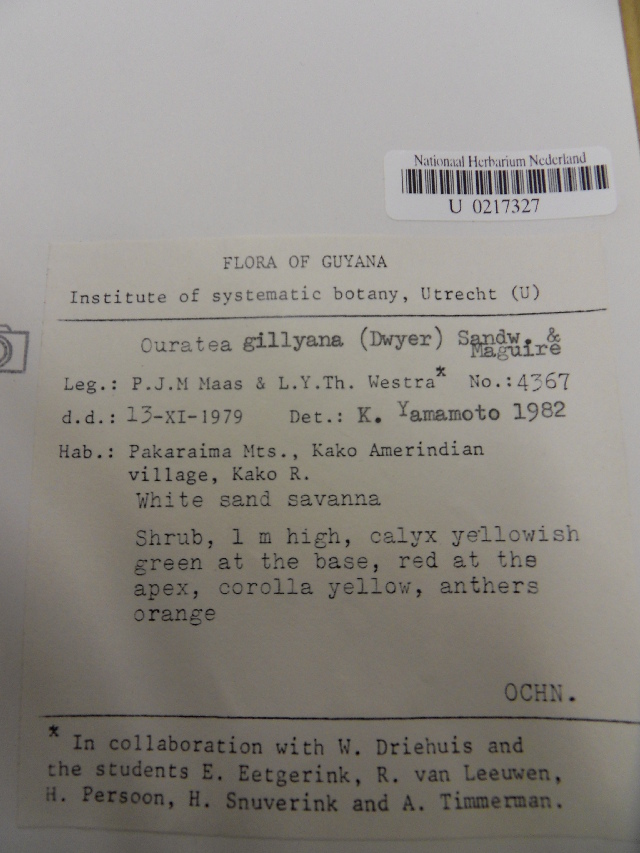 Nationaal Herbarium Nederland
U 0217327
FLORA OF GUYANA
Institute of systematic botany, Utrecht (U)
Ouratea gillyana (Dwyer) Sandw. & Maguire
Leg.: P.J.M Maas & L.Y.Th. Westra* No.:4367
d.d.: 13-XI-1979 Det.: K. Yamamoto 1982
Hab.: Pakaraima Mts., Kako Amerindian
village, Kako R.
White sand savanna
Shrub, 1 m high, calyx yellowish
green at the base, red at the
apex, corolla yellow, anthers
orange
OCHN.
* In collaboration with W. Driehuis and
the students E. Eetgerink, R. van Leeuwen,
H. Persoon, H. Snuverink and A. Timmerman.